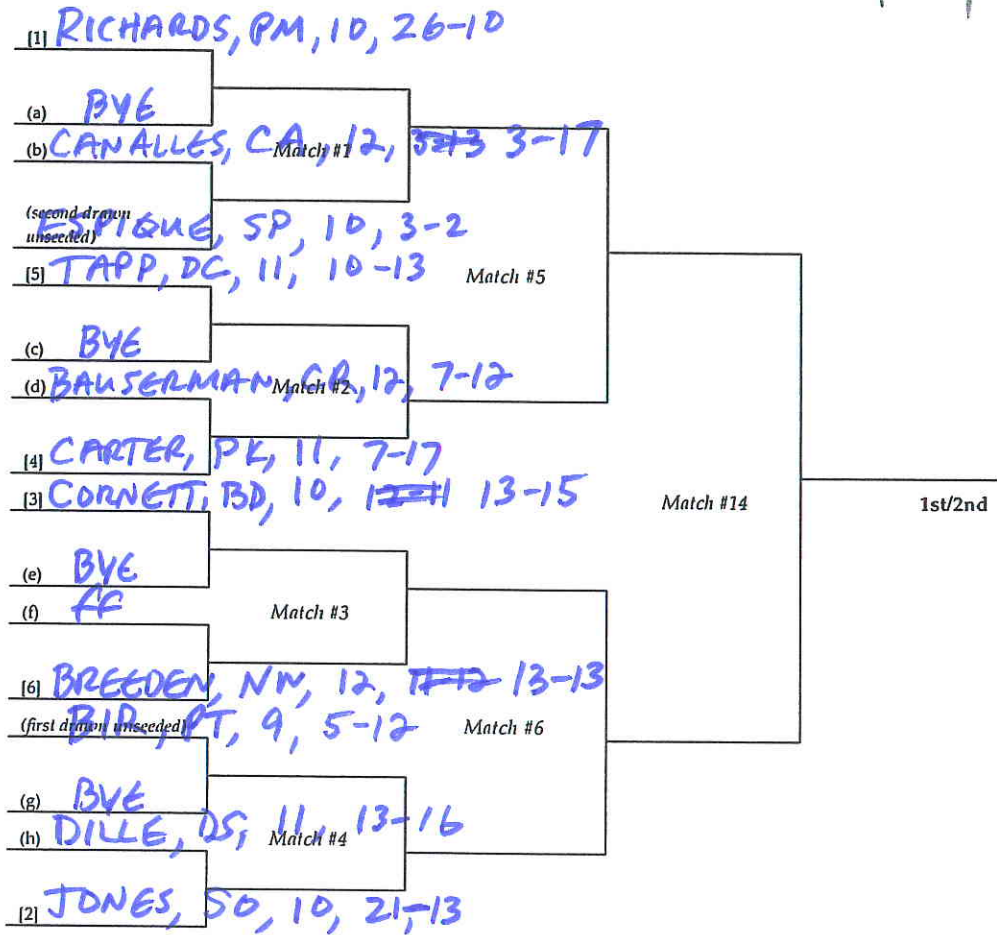 [1] RICHARDS, PM, 10, 26-10
(a) BYE
(b) CANALLES, CA, 12, 3-17
Match #1
(second drawn unseeded)
ESPIQUE, SP, 10, 3-2
[5] TAPP, DC, 11, 10-13
Match #5
(c) BYE
(d) BAUSERMAN, 12, 7-12
Match #2
[4] CARTER, PK, 11, 7-17
[3] CORNETT, BD, 10, 13-15
Match #14
1st/2nd
(e) BYE
(f) ff
Match #3
[6] BREEDEN, NW, 12, 13-13
(first drawn unseeded)
BIR, PT, 9, 5-12
Match #6
(g) BYE
(h) DILLE, DS, 11, 13-16
Match #4
[2] JONES, SO, 10, 21-13